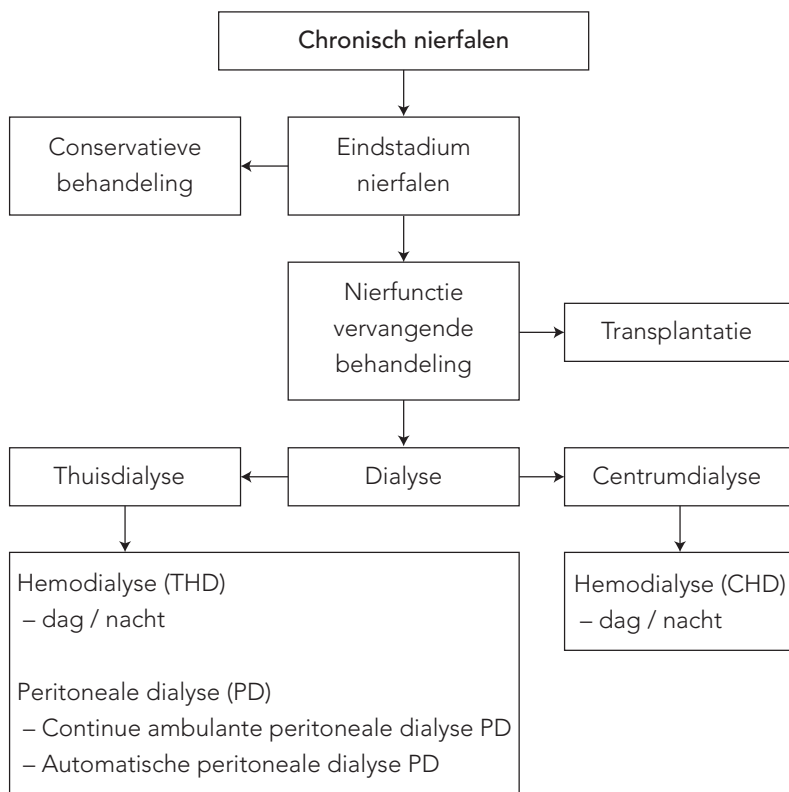 Chronisch nierfalen
Conservatieve
behandeling
Eindstadium
nierfalen
Nierfunctie
vervangende
behandeling
Transplantatie
Thuisdialyse
Dialyse
Centrumdialyse
Hemodialyse (THD)
– dag / nacht
Peritoneale dialyse (PD)
– Continue ambulante peritoneale dialyse PD
– Automatische peritoneale dialyse PD
Hemodialyse (CHD)
– dag / nacht